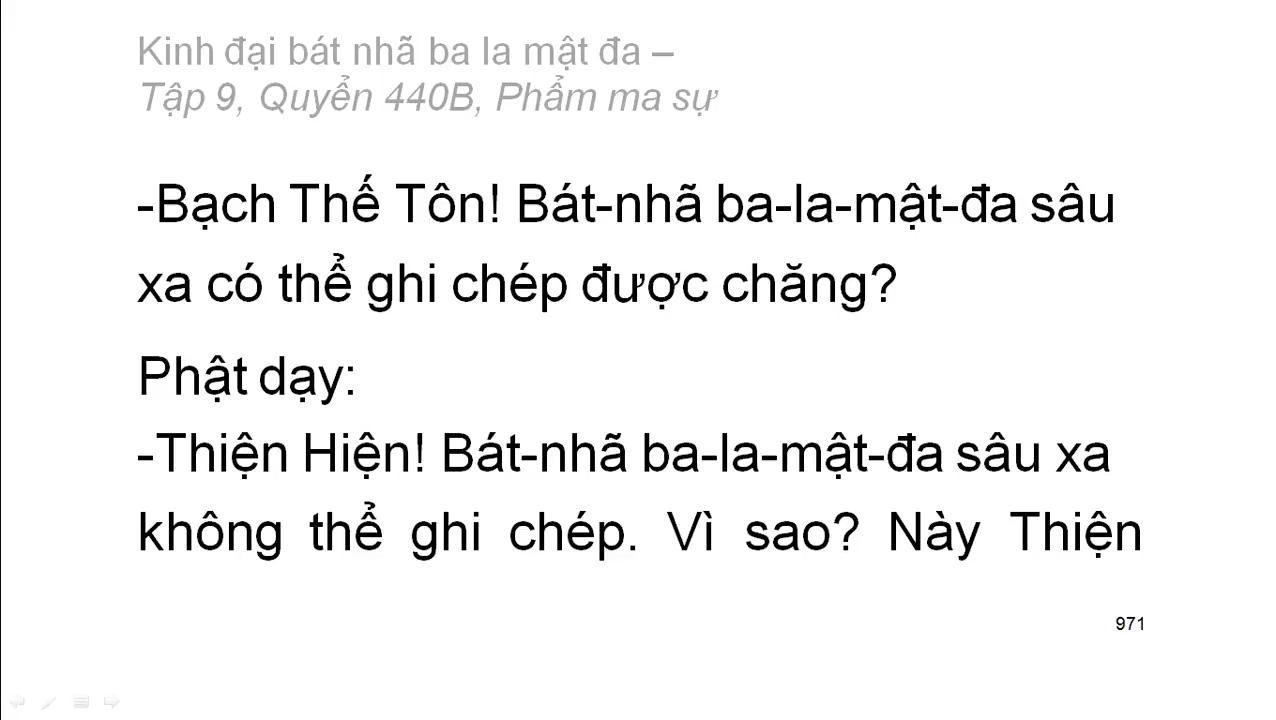 Kinh đại bát nhã ba la mật đa –
Tập 9, Quyển 440B, Phẩm ma sự
-Bạch Thế Tôn! Bát-nhã ba-la-mật-đa sâu
xa có thể ghi chép được chăng?
Phật dạy:
-Thiện Hiện! Bát-nhã ba-la-mật-đa sâu xa
không thể ghi chép. Vì sao? Này Thiện
971